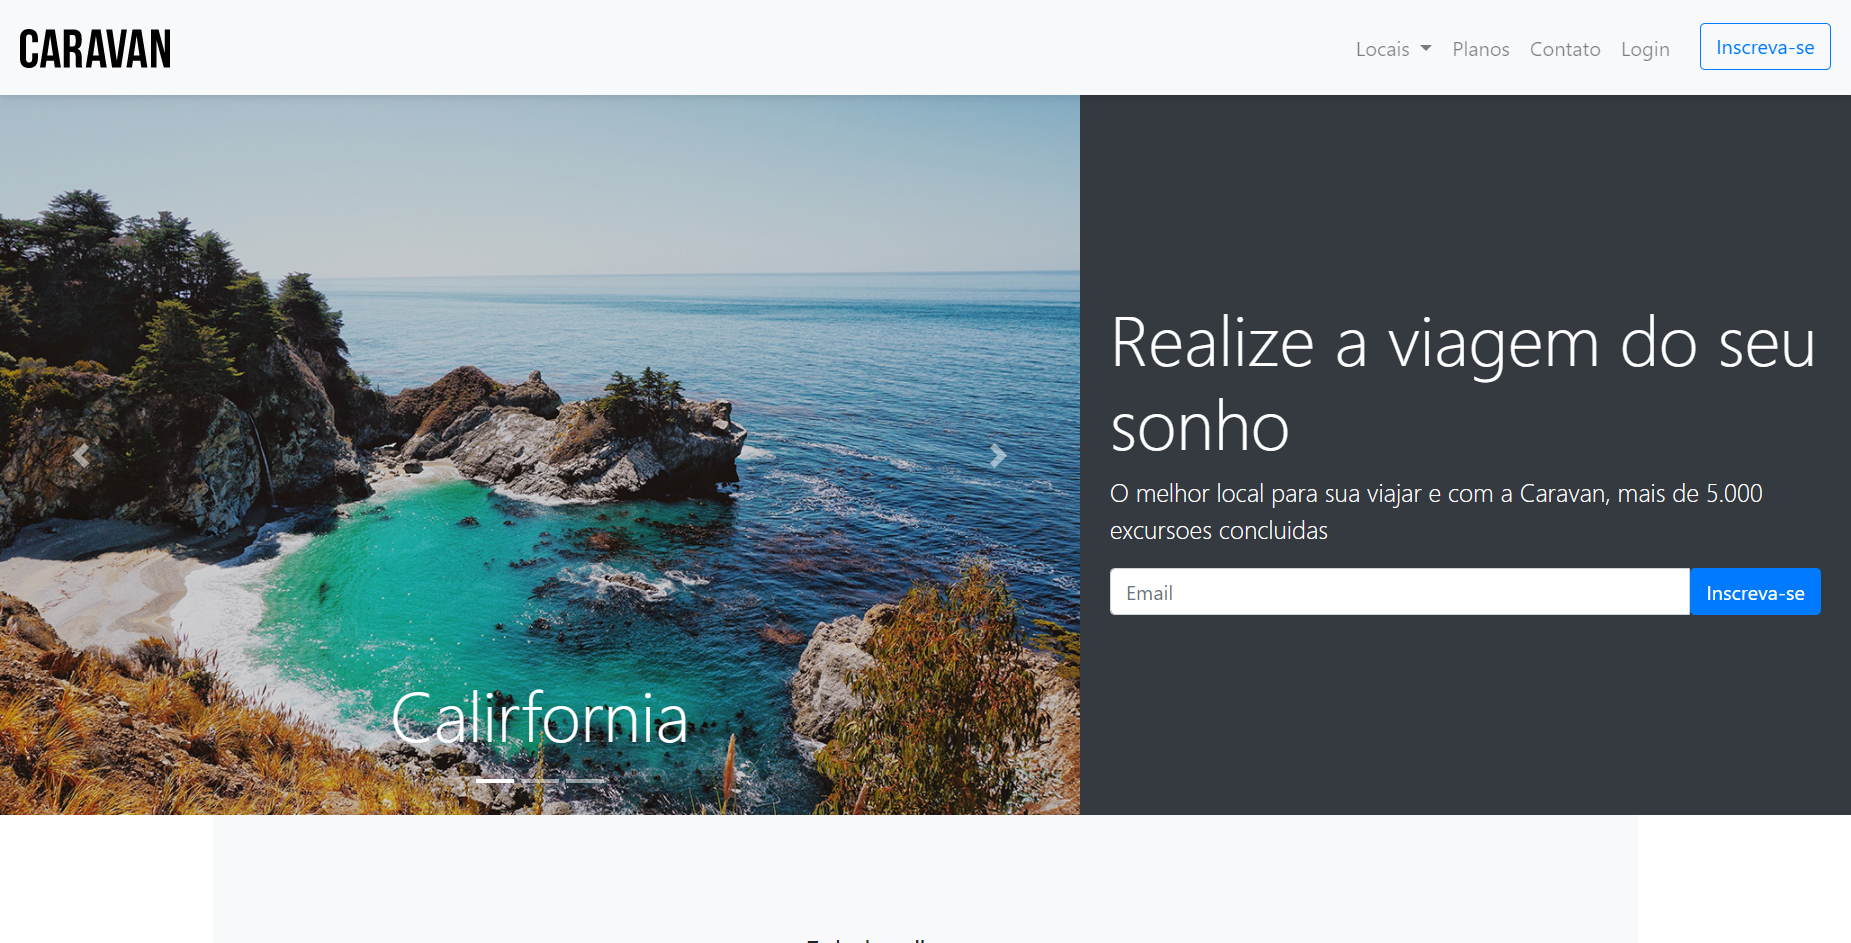 CARAVAN
Locais
Planos
Contato
Login
Inscreva-se
Realize a viagem do seu
sonho
O melhor local para sua viajar e com a Caravan, mais de 5.000
excursoes concluidas
Email
Inscreva-se
Calirfornia